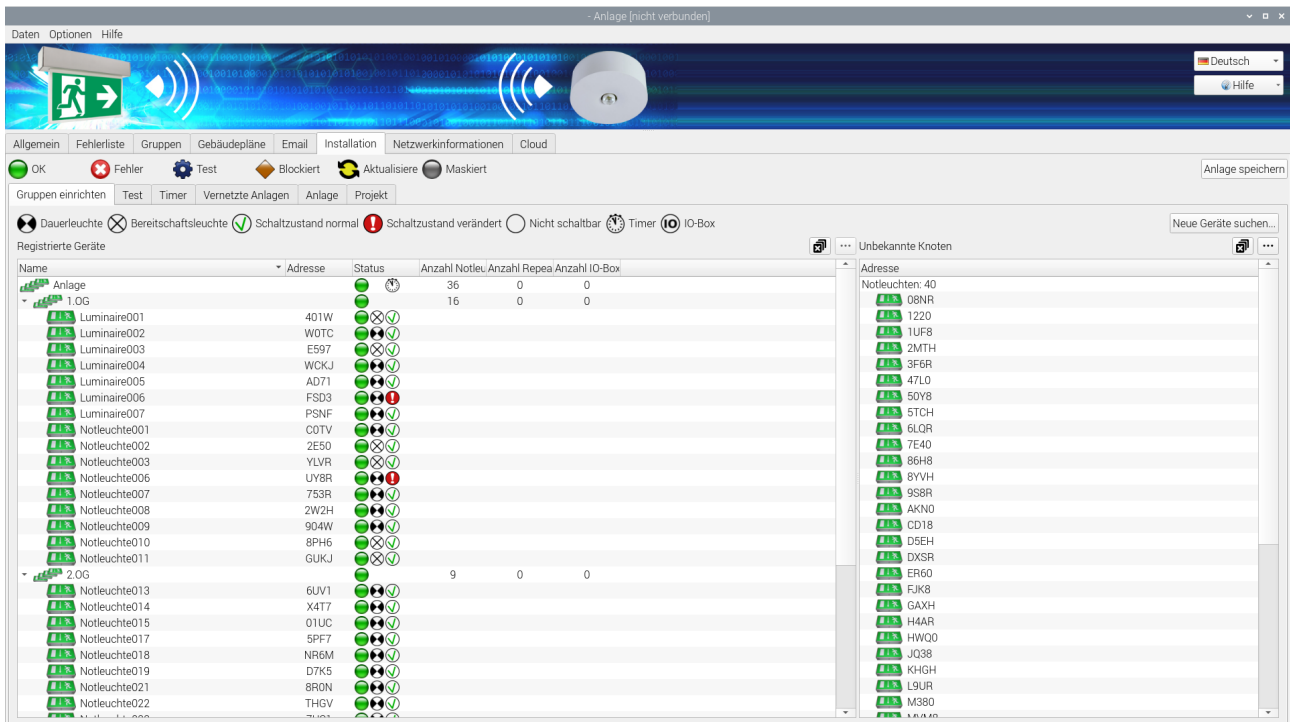 - Anlage [nicht verbunden]
Daten Optionen Hilfe
Deutsch
Hilfe
Allgemein Fehlerliste Gruppen Gebäudepläne Email Installation Netzwerkinformationen Cloud
OK Fehler Test Blockiert Aktualisiere Maskiert Anlage speichern
Gruppen einrichten Test Timer Vernetzte Anlagen Anlage Projekt
Dauerleuchte Bereitschaftsleuchte Schaltzustand normal Schaltzustand verändert Nicht schaltbar Timer IO IO-Box Neue Geräte suchen...
Registrierte Geräte ... Unbekannte Knoten ...
Name Adresse Status Anzahl Notleu Anzahl Repea Anzahl IO-Box Adresse
Anlage 36 0 0 Notleuchten: 40
1.OG 16 0 0 08NR
Luminaire001 401W 1220
Luminaire002 W0TC 1UF8
Luminaire003 E597 2MTH
Luminaire004 WCKJ 3F6R
Luminaire005 AD71 47L0
Luminaire006 FSD3 50Y8
Luminaire007 PSNF 5TCH
Notleuchte001 C0TV 6LQR
Notleuchte002 2E50 7E40
Notleuchte003 YLVR 86H8
Notleuchte006 UY8R 8YVH
Notleuchte007 753R 9S8R
Notleuchte008 2W2H AKN0
Notleuchte009 904W CD18
Notleuchte010 8PH6 D5EH
Notleuchte011 GUKJ DXSR
2.OG 9 0 0 ER60
Notleuchte013 6UV1 FJK8
Notleuchte014 X4T7 GAXH
Notleuchte015 01UC H4AR
Notleuchte017 5PF7 HWQ0
Notleuchte018 NR6M JQ38
Notleuchte019 D7K5 KHGH
Notleuchte021 8R0N L9UR
Notleuchte022 THGV M380